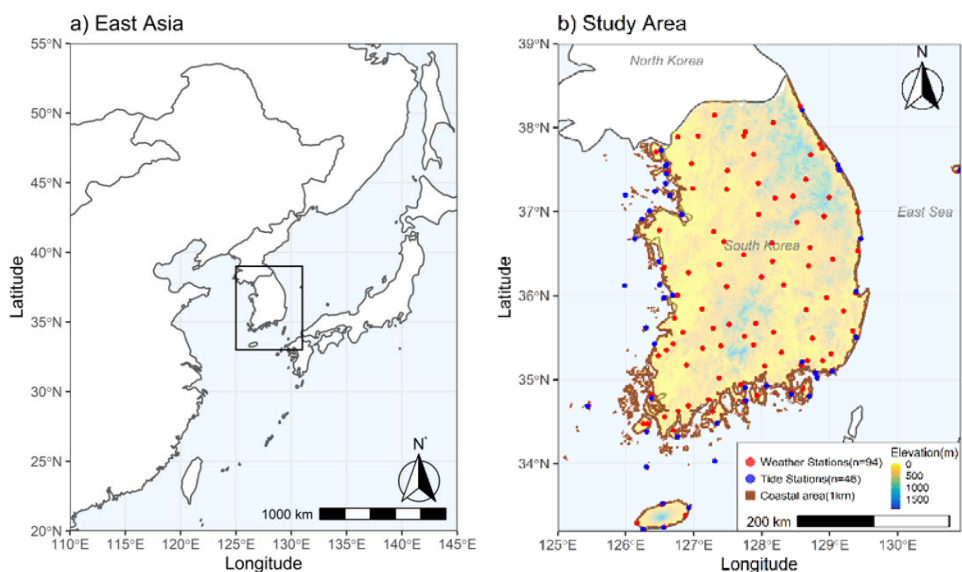 a) East Asia
55°N
50°N
45°N
40°N
35°N
30°N
25°N
20°N
110°E
115°E
120°E
125°E
130°E
135°E
140°E
145°E
Longitude
Latitude
N
1000 km
b) Study Area
39°N
38°N
37°N
36°N
35°N
34°N
125°E
126°E
127°E
128°E
129°E
130°E
Longitude
Latitude
North Korea
South Korea
East Sea
N
Weather Stations(n=94)
Tide Stations(n=48)
Coastal area(1km)
Elevation(m)
0
500
1000
1500
200 km